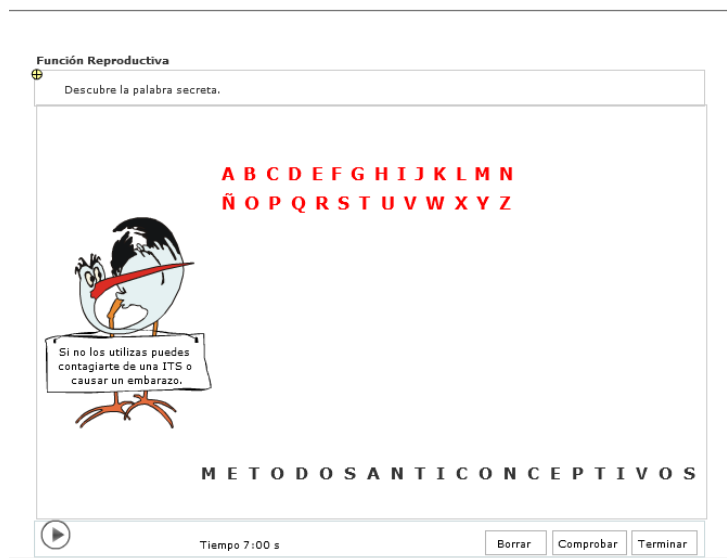 Función Reproductiva
Descubre la palabra secreta.
A B C D E F G H I J K L M N
Ñ O P Q R S T U V W X Y Z
Si no los utilizas puedes
contagiarte de una ITS o
causar un embarazo.
M E T O D O S A N T I C O N C E P T I V O S
Tiempo 7:00 s
Borrar
Comprobar
Terminar